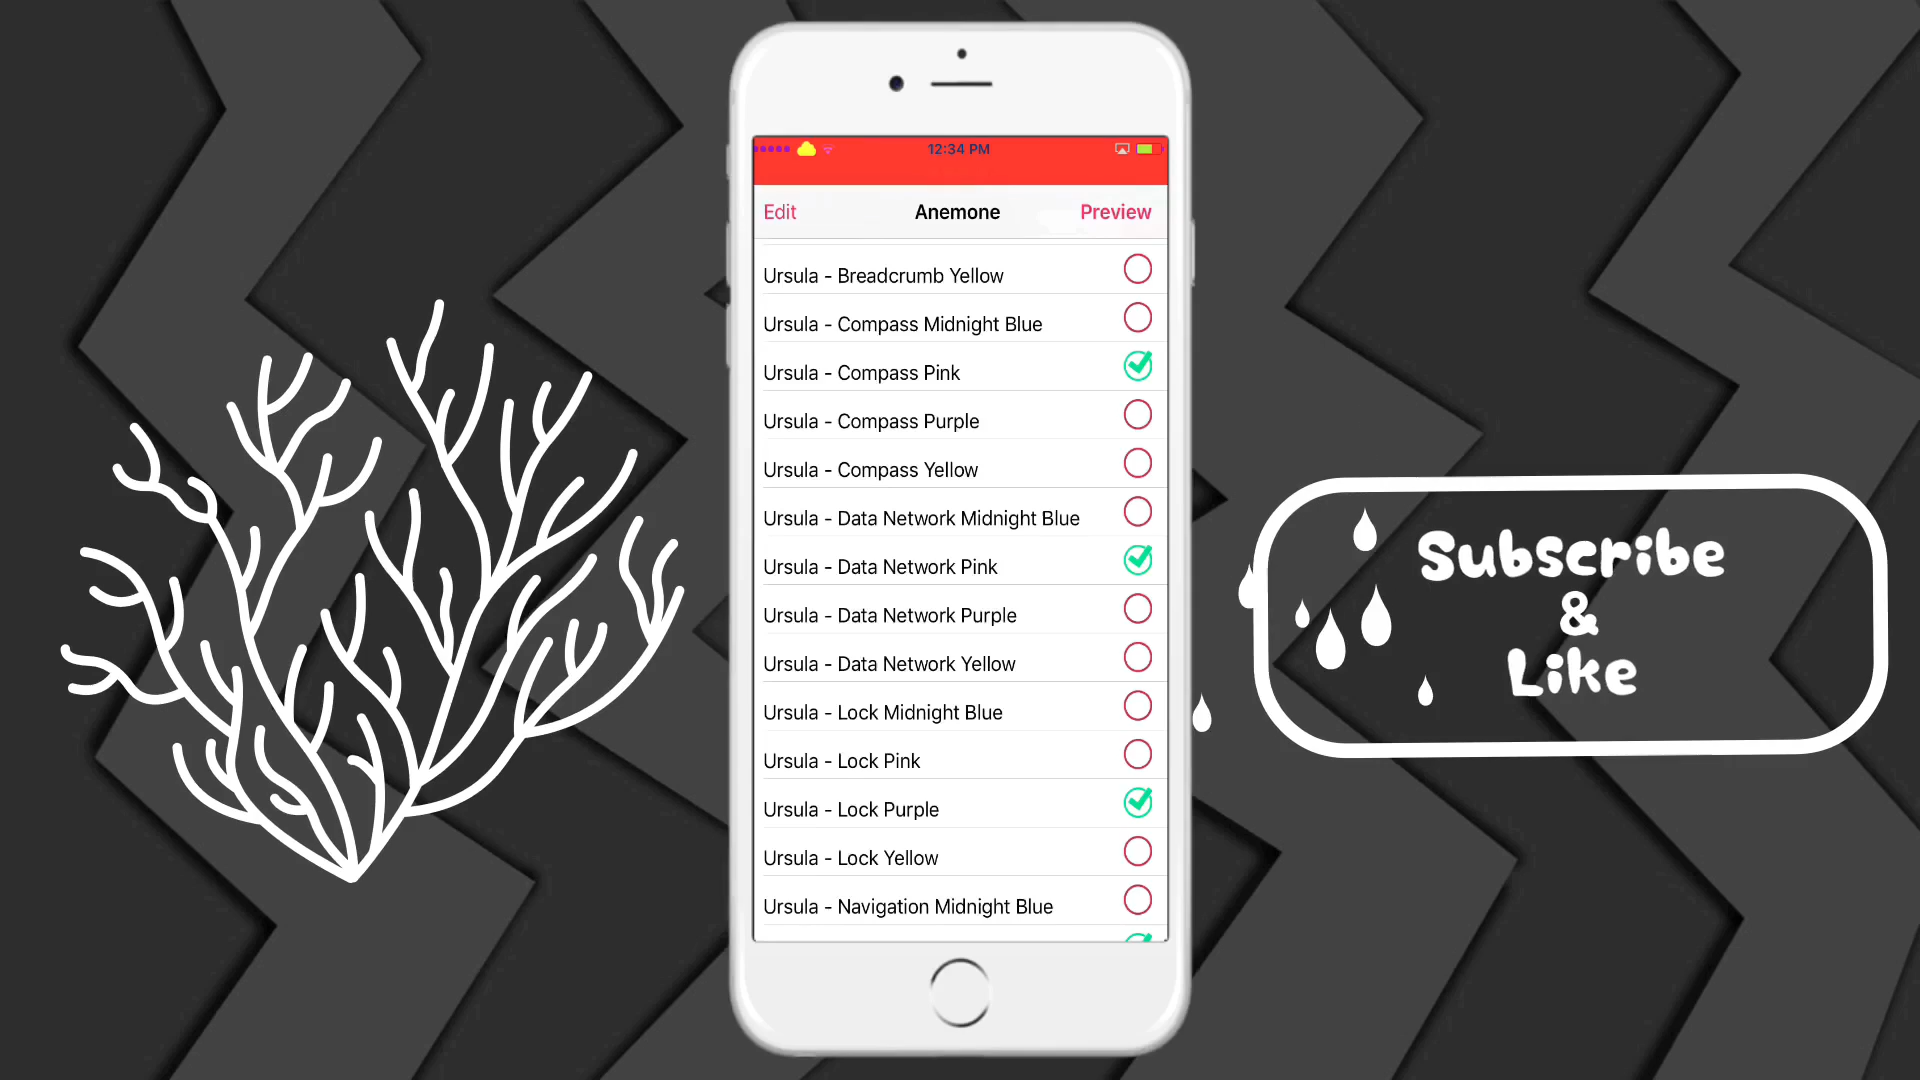 12:34 PM
Edit
Anemone
Preview
Ursula - Breadcrumb Yellow
Ursula - Compass Midnight Blue
Ursula - Compass Pink
Ursula - Compass Purple
Ursula - Compass Yellow
Ursula - Data Network Midnight Blue
Ursula - Data Network Pink
Ursula - Data Network Purple
Ursula - Data Network Yellow
Ursula - Lock Midnight Blue
Ursula - Lock Pink
Ursula - Lock Purple
Ursula - Lock Yellow
Ursula - Navigation Midnight Blue
Subscribe
&
Like